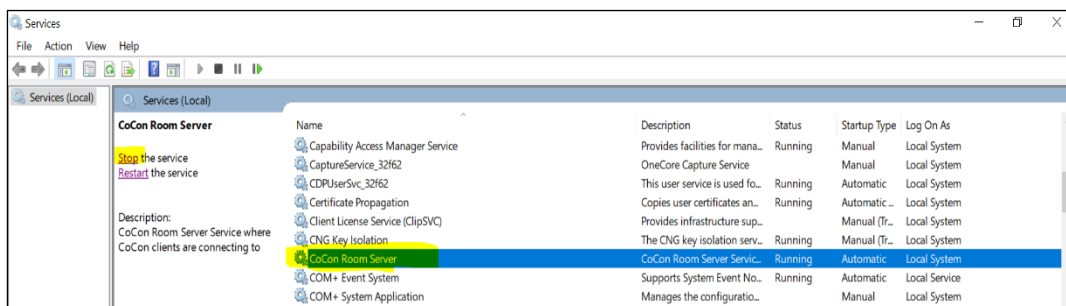 Services
File Action View Help
Services (Local)
Services (Local)
CoCon Room Server
Stop the service
Restart the service
Description:
CoCon Room Server Service where
CoCon clients are connecting to
Name Description Status Startup Type Log On As
Capability Access Manager Service Provides facilities for mana... Running Manual Local System
CaptureService_32f62 OneCore Capture Service Manual Local System
CDPUserSvc_32f62 This user service is used fo... Running Automatic Local System
Certificate Propagation Copies user certificates an... Running Automatic ... Local System
Client License Service (ClipSVC) Provides infrastructure sup... Manual (Tr... Local System
CNG Key Isolation The CNG key isolation serv... Running Manual (Tr... Local System
CoCon Room Server CoCon Room Server Servic... Running Automatic Local System
COM+ Event System Supports System Event No... Running Automatic Local Service
COM+ System Application Manages the configuratio... Manual Local System